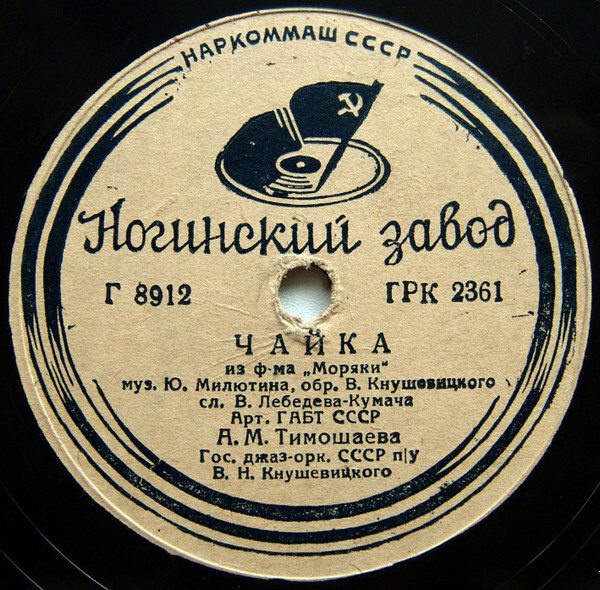 НАРКОММАШ СССР
Ногинский завод
Г 8912 ГРК 2361
ЧАЙКА
из ф-ма „Моряки"
муз. Ю. Милютина, обр. В. Кнушевицкого
сл. В. Лебедева-Кумача
Арт. ГАБТ СССР
А. М. Тимошаева
Гос. джаз-орк. СССР п/у
В. Н. Кнушевицкого